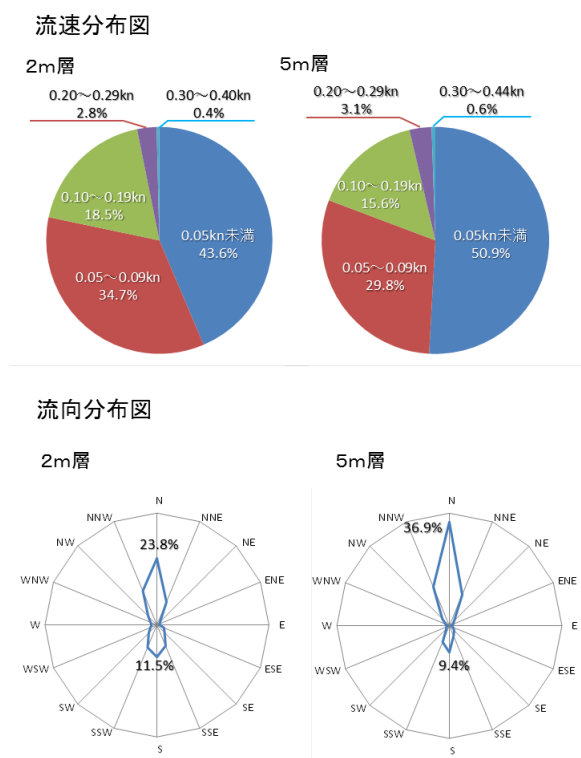 流速分布図
2m層
5m層
0.20～0.29kn
2.8%
0.30～0.40kn
0.4%
0.10～0.19kn
18.5%
0.05kn未満
43.6%
0.05～0.09kn
34.7%
0.20～0.29kn
3.1%
0.30～0.44kn
0.6%
0.10～0.19kn
15.6%
0.05kn未満
50.9%
0.05～0.09kn
29.8%
流向分布図
2m層
5m層
N
NNE
NE
ENE
E
ESE
SE
SSE
S
SSW
SW
WSW
W
WNW
NW
NNW
23.8%
11.5%
N
NNE
NE
ENE
E
ESE
SE
SSE
S
SSW
SW
WSW
W
WNW
NW
NNW
36.9%
9.4%